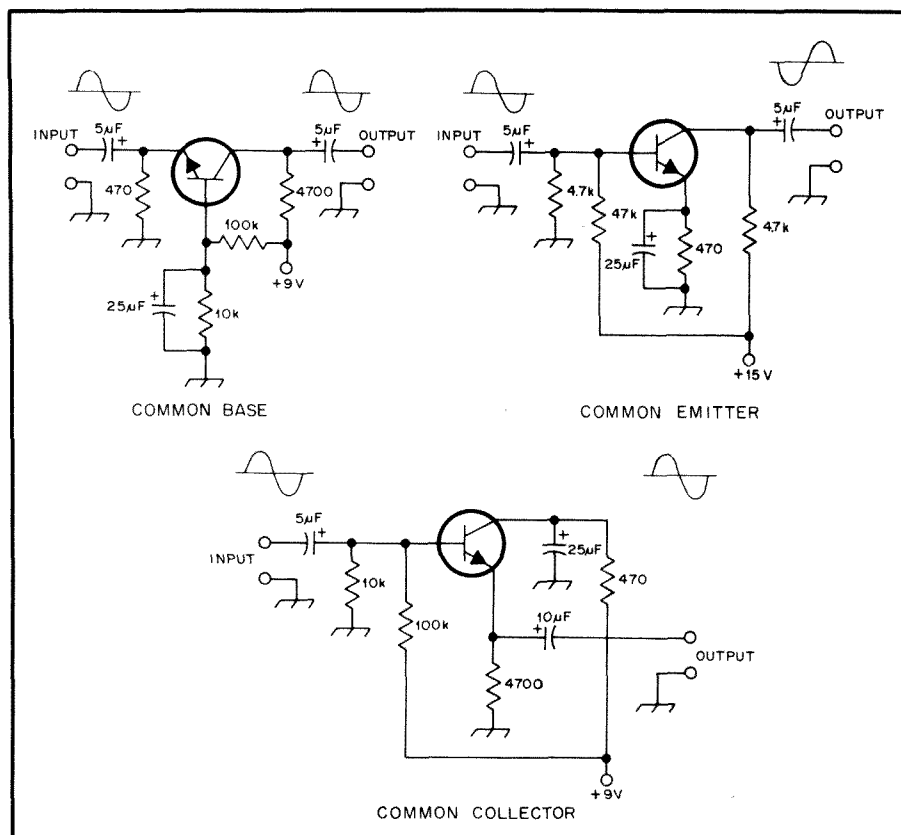 INPUT
5µF
+
470
+
5µF
OUTPUT
4700
100k
+9V
25µF
+
10k
COMMON BASE
INPUT
5µF
+
4.7k
47k
25µF
+
470
+
5µF
OUTPUT
4.7k
+15V
COMMON EMITTER
INPUT
5µF
+
10k
100k
+
25µF
470
10µF
+
4700
OUTPUT
+9V
COMMON COLLECTOR